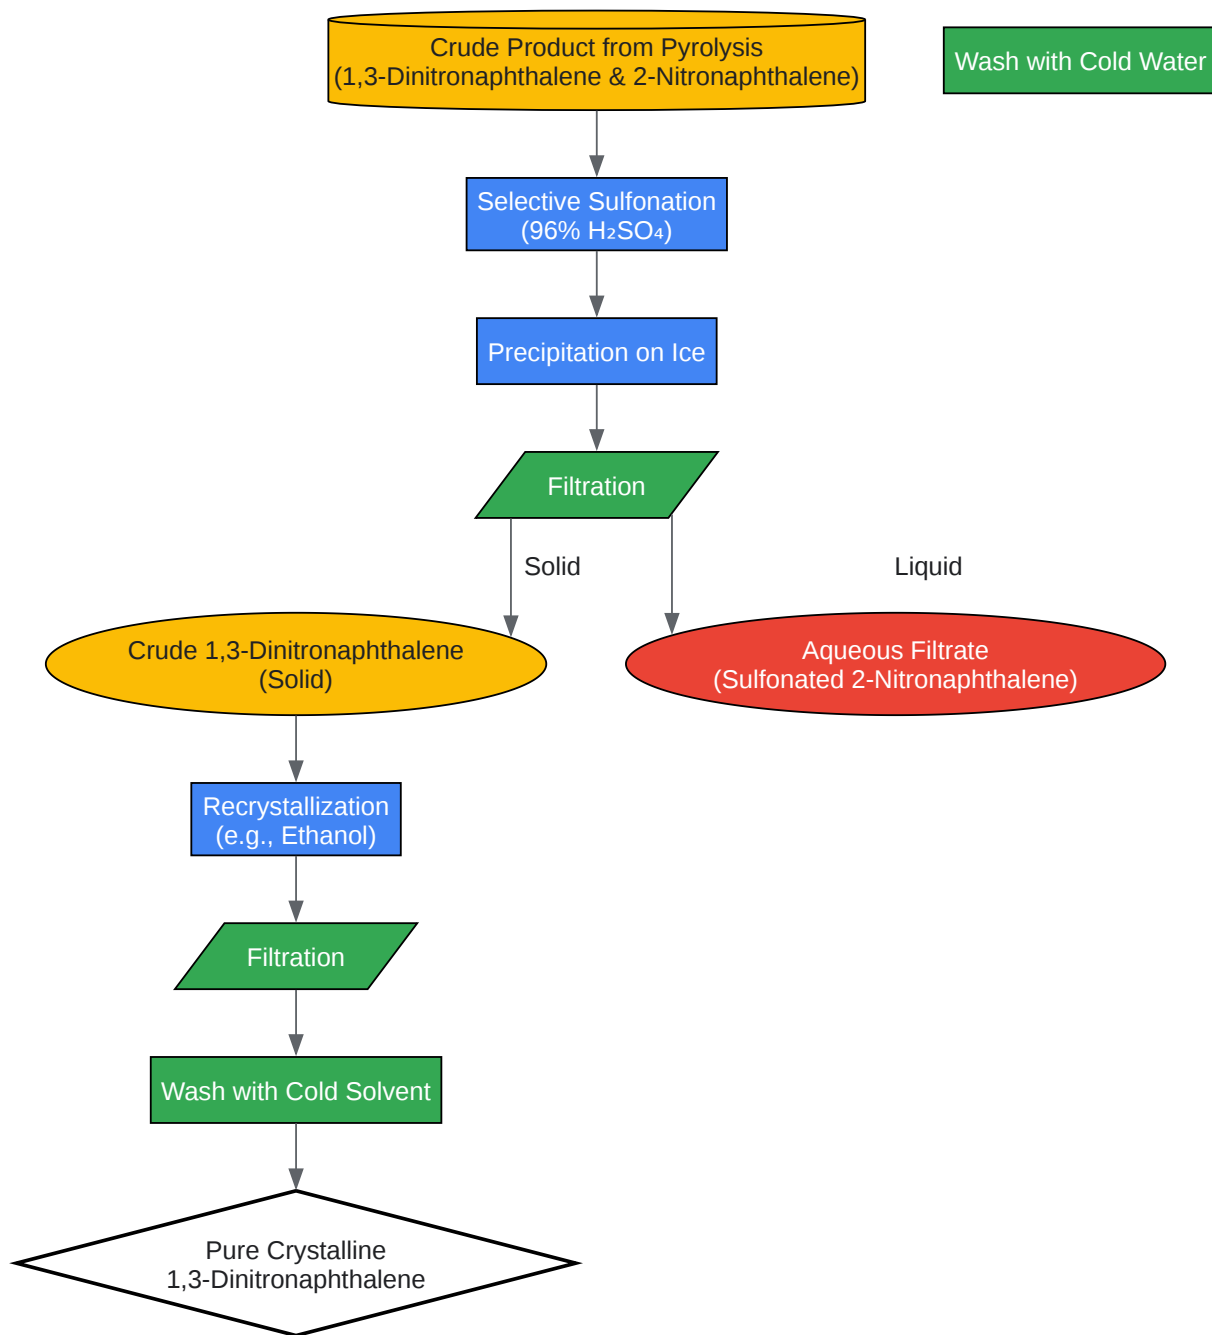 Crude Product from Pyrolysis
(1,3-Dinitronaphthalene & 2-Nitronaphthalene)
Wash with Cold Water
Selective Sulfonation
(96% H₂SO₄)
Precipitation on Ice
Filtration
Solid
Liquid
Crude 1,3-Dinitronaphthalene
(Solid)
Aqueous Filtrate
(Sulfonated 2-Nitronaphthalene)
Recrystallization
(e.g., Ethanol)
Filtration
Wash with Cold Solvent
Pure Crystalline
1,3-Dinitronaphthalene